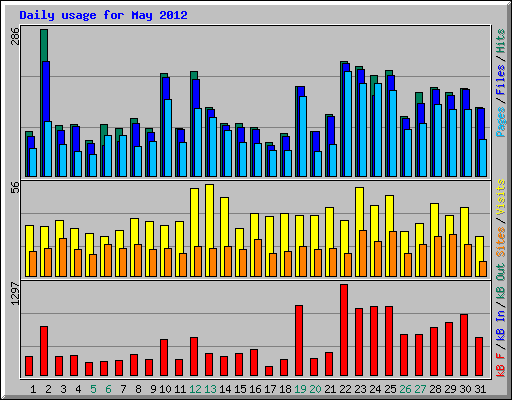 Daily usage for May 2012
286
Pages / Files / Hits
56
Sites / Visits
1297
kB F / kB In / kB Out
1 2 3 4 5 6 7 8 9 10 11 12 13 14 15 16 17 18 19 20 21 22 23 24 25 26 27 28 29 30 31